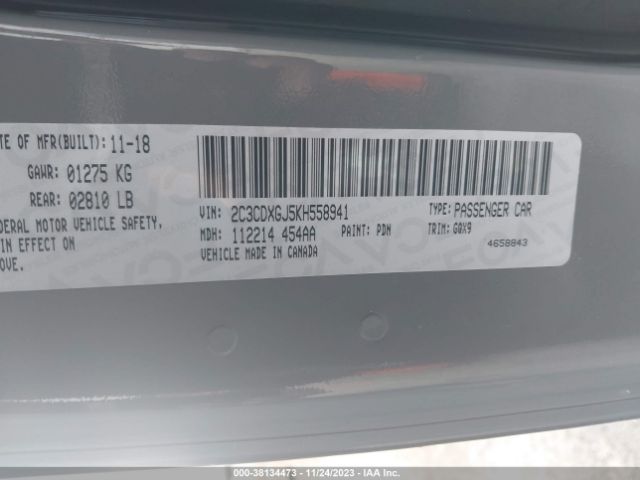 TE OF MFR(BUILT): 11-18
GAWR: 01275 KG
REAR: 02810 LB
DERAL MOTOR VEHICLE SAFETY,
IN EFFECT ON
OVE.
VIN: 2C3CDXGJ5KH558941 TYPE: PASSENGER CAR
MDH: 112214 454AA PAINT: PDN TRIM: GQX9
VEHICLE MADE IN CANADA 4658843
000-38134473 — 11/24/2023 — IAA Inc.